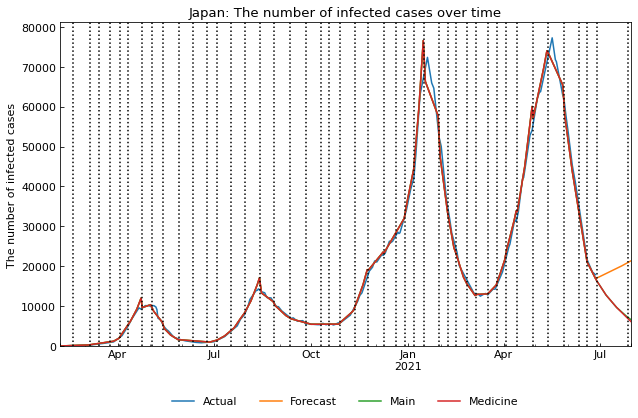 Japan: The number of infected cases over time
The number of infected cases
80000
70000
60000
50000
40000
30000
20000
10000
0
Apr Jul Oct Jan Apr Jul
2021
Actual Forecast Main Medicine